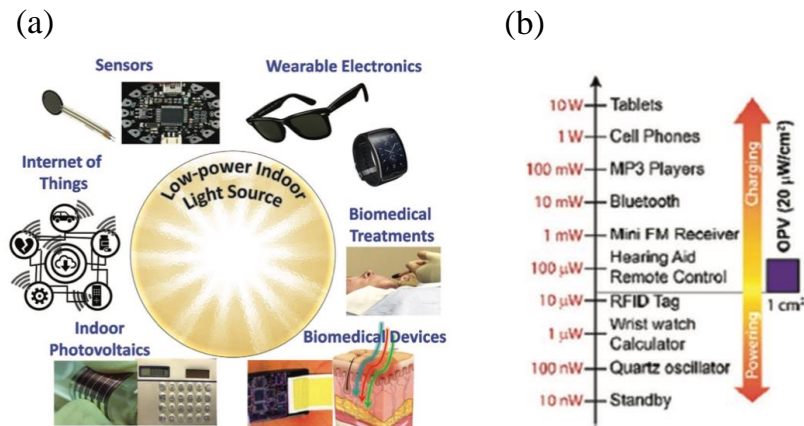 (a)
Sensors
Wearable Electronics
Internet of
Things
Low-power Indoor
Light Source
Biomedical
Treatments
Indoor
Photovoltaics
Biomedical Devices
(b)
10 W Tablets
1 W Cell Phones
100 mW MP3 Players
10 mW Bluetooth
1 mW Mini FM Receiver
100 µW Hearing Aid
Remote Control
10 µW RFID Tag
1 µW Wrist watch
Calculator
100 nW Quartz oscillator
10 nW Standby
Charging
Powering
OPV (20 µW/cm²)
1 cm²